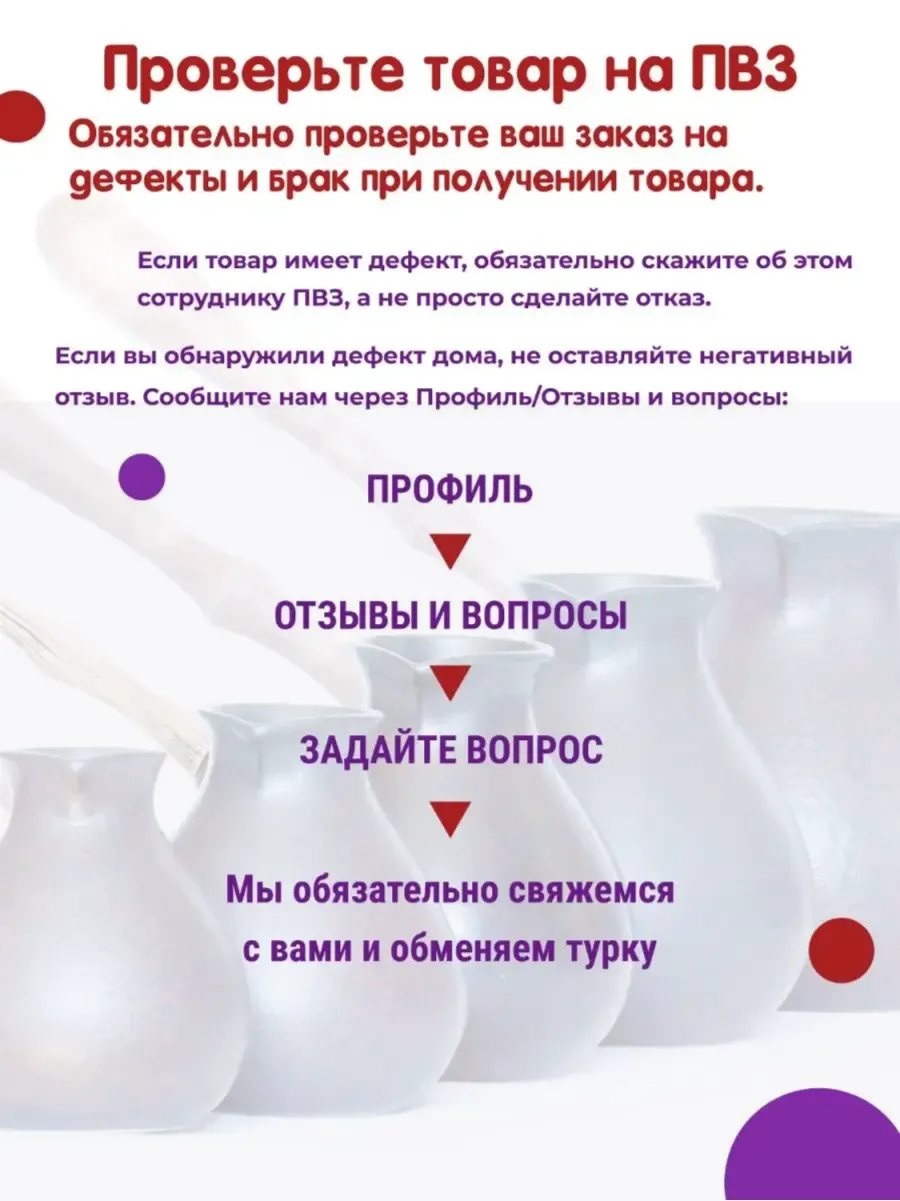 Проверьте товар на ПВЗ
Обязательно проверьте ваш заказ на
дефекты и брак при получении товара.
Если товар имеет дефект, обязательно скажите об этом
сотруднику ПВЗ, а не просто сделайте отказ.
Если вы обнаружили дефект дома, не оставляйте негативный
отзыв. Сообщите нам через Профиль/Отзывы и вопросы:
ПРОФИЛЬ
ОТЗЫВЫ И ВОПРОСЫ
ЗАДАЙТЕ ВОПРОС
Мы обязательно свяжемся
с вами и обменяем турку